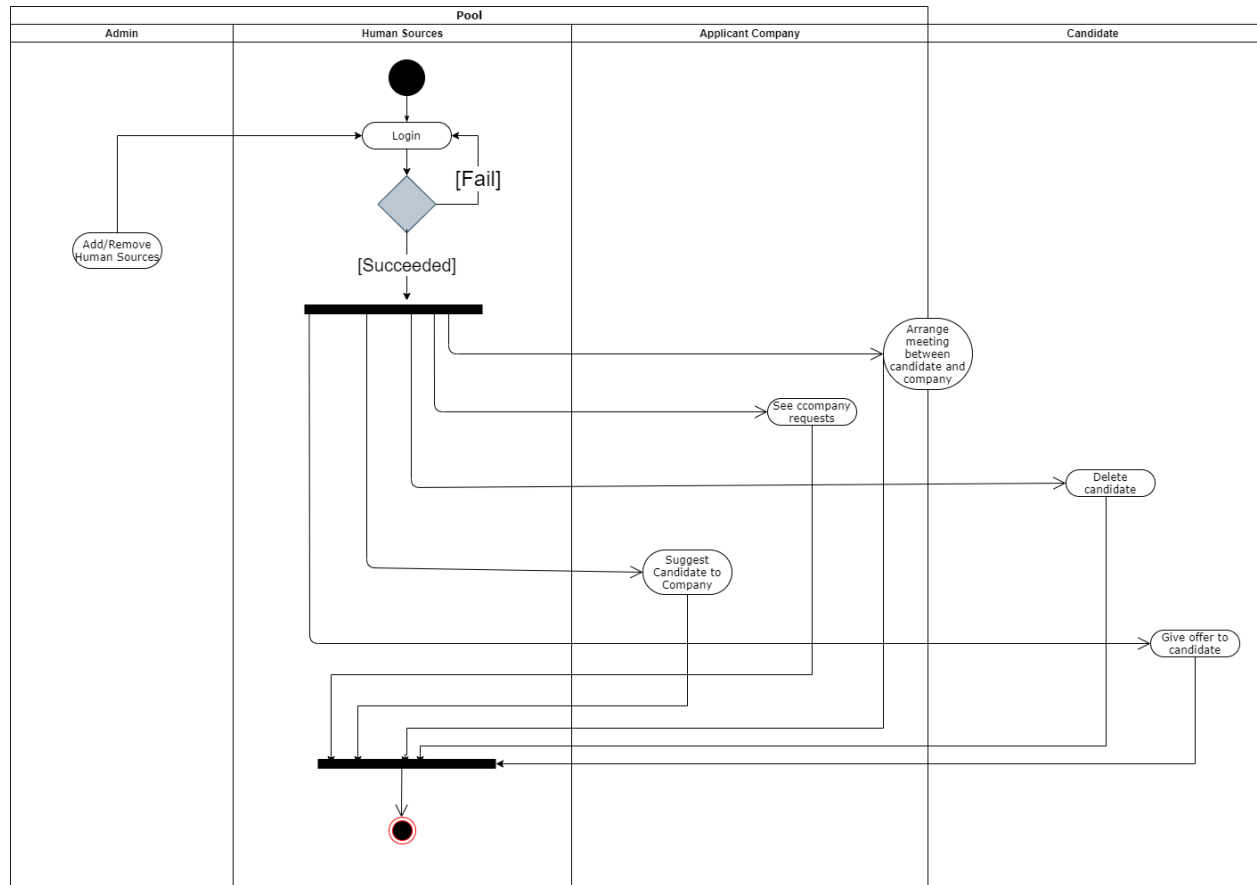 Pool
Admin
Human Sources
Applicant Company
Candidate
Login
[Fail]
Add/Remove
Human Sources
[Succeeded]
Arrange
meeting
between
candidate and
company
See ccompany
requests
Delete
candidate
Suggest
Candidate to
Company
Give offer to
candidate